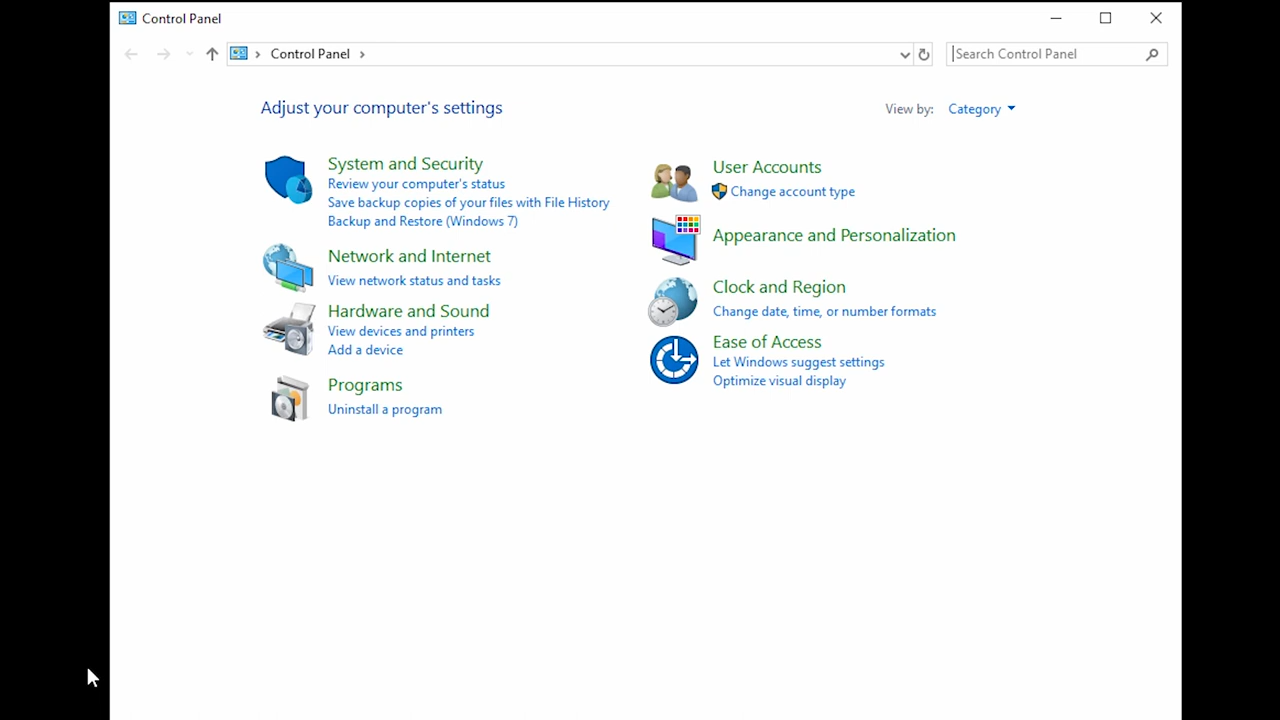 Control Panel
Control Panel
Search Control Panel
Adjust your computer's settings
View by: Category
System and Security
Review your computer's status
Save backup copies of your files with File History
Backup and Restore (Windows 7)
Network and Internet
View network status and tasks
Hardware and Sound
View devices and printers
Add a device
Programs
Uninstall a program
User Accounts
Change account type
Appearance and Personalization
Clock and Region
Change date, time, or number formats
Ease of Access
Let Windows suggest settings
Optimize visual display